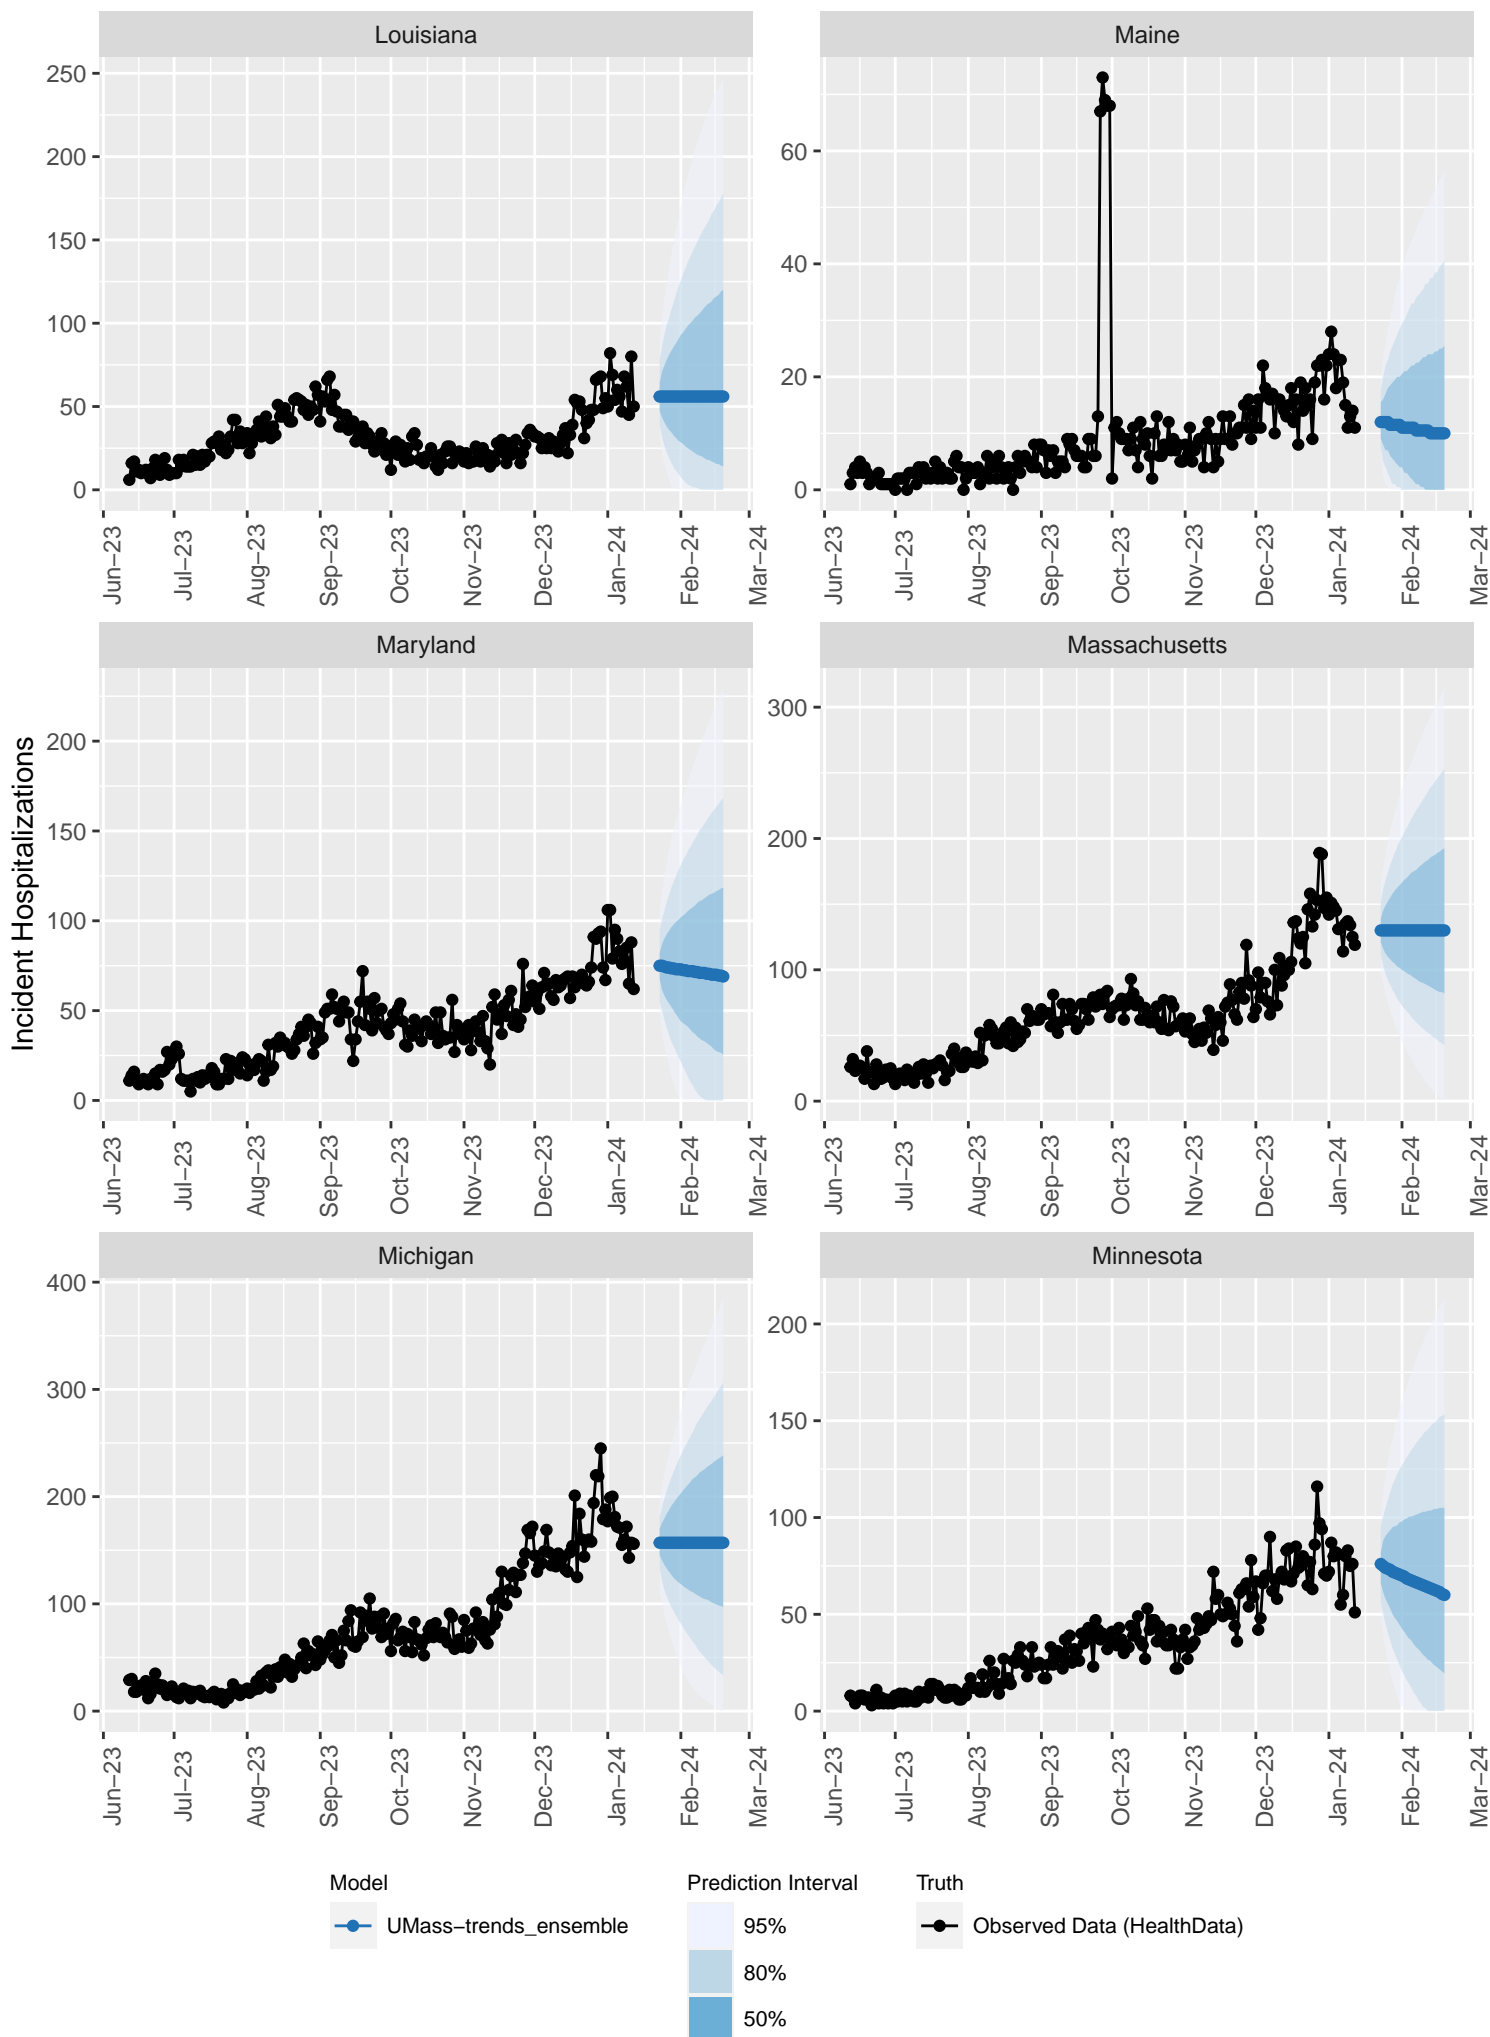 Louisiana
Maine
250
200
150
100
50
0
60
40
20
0
Jun−23
Jul−23
Aug−23
Sep−23
Oct−23
Nov−23
Dec−23
Jan−24
Feb−24
Mar−24
Jun−23
Jul−23
Aug−23
Sep−23
Oct−23
Nov−23
Dec−23
Jan−24
Feb−24
Mar−24
Incident Hospitalizations
Maryland
Massachusetts
200
150
100
50
0
300
200
100
0
Jun−23
Jul−23
Aug−23
Sep−23
Oct−23
Nov−23
Dec−23
Jan−24
Feb−24
Mar−24
Jun−23
Jul−23
Aug−23
Sep−23
Oct−23
Nov−23
Dec−23
Jan−24
Feb−24
Mar−24
Michigan
Minnesota
400
300
200
100
0
200
150
100
50
0
Jun−23
Jul−23
Aug−23
Sep−23
Oct−23
Nov−23
Dec−23
Jan−24
Feb−24
Mar−24
Jun−23
Jul−23
Aug−23
Sep−23
Oct−23
Nov−23
Dec−23
Jan−24
Feb−24
Mar−24
Model
UMass−trends_ensemble
Prediction Interval
95%
80%
50%
Truth
Observed Data (HealthData)